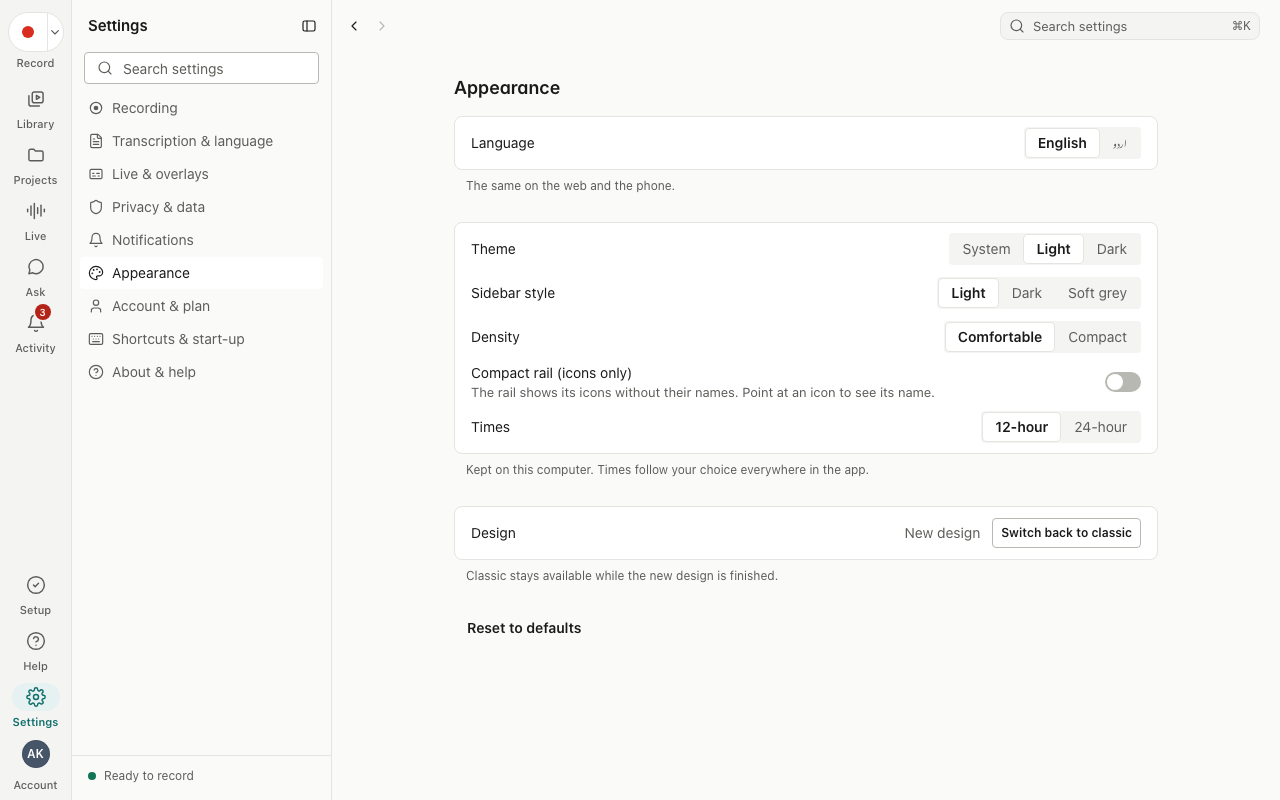 Record
Library
Projects
Live
Ask
3
Activity
Setup
Help
Settings
AK
Account
Settings
Search settings
Recording
Transcription & language
Live & overlays
Privacy & data
Notifications
Appearance
Account & plan
Shortcuts & start-up
About & help
Ready to record
Search settings ⌘K
Appearance
Language English اردو
The same on the web and the phone.
Theme System Light Dark
Sidebar style Light Dark Soft grey
Density Comfortable Compact
Compact rail (icons only)
The rail shows its icons without their names. Point at an icon to see its name.
Times 12-hour 24-hour
Kept on this computer. Times follow your choice everywhere in the app.
Design New design Switch back to classic
Classic stays available while the new design is finished.
Reset to defaults